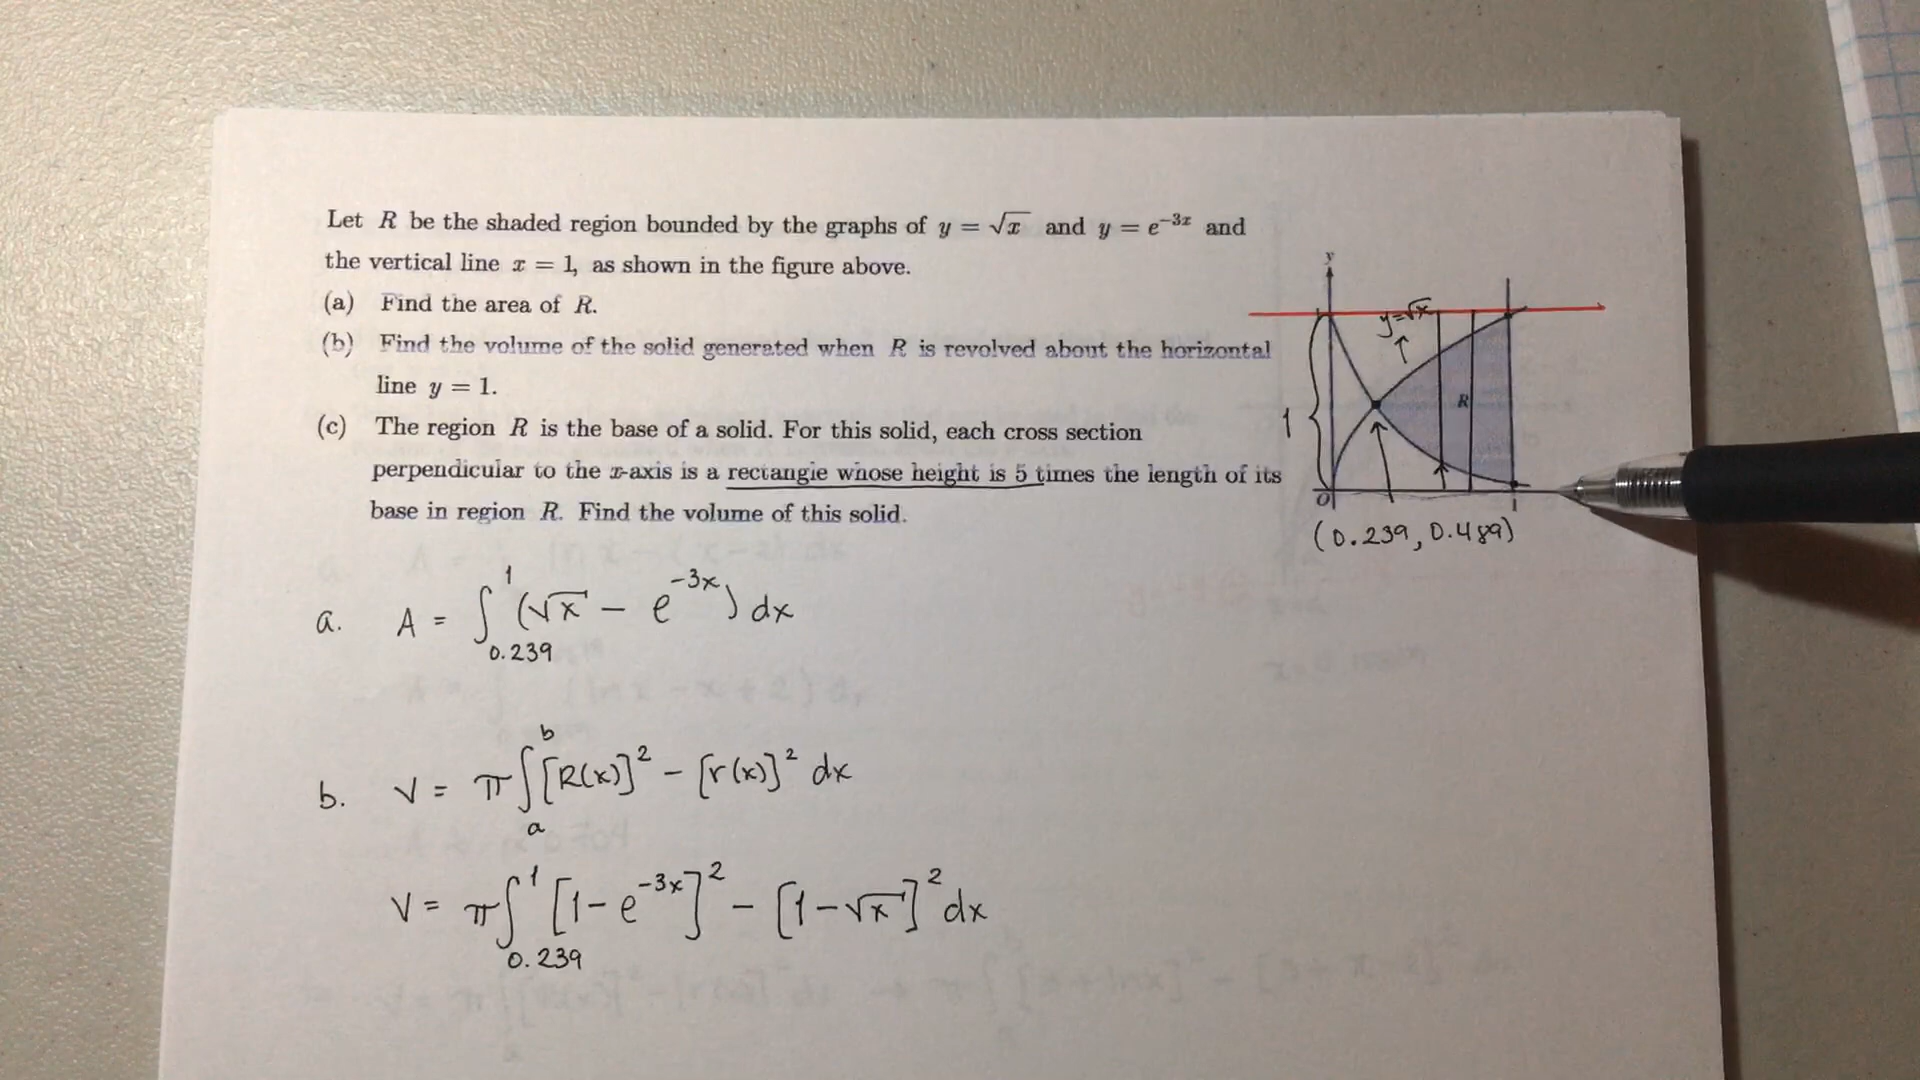 Let R be the shaded region bounded by the graphs of y = √x and y = e^{-3x} and
the vertical line x = 1, as shown in the figure above.
(a) Find the area of R.
(b) Find the volume of the solid generated when R is revolved about the horizontal
line y = 1.
(c) The region R is the base of a solid. For this solid, each cross section
perpendicular to the x-axis is a rectangle whose height is 5 times the length of its
base in region R. Find the volume of this solid.
y
y=√x
1
R
O
1
(0.239, 0.489)
a. A = ∫_{0.239}^{1} (√x - e^{-3x}) dx
b. V = π∫_{a}^{b} [R(x)]² - [r(x)]² dx
V = π∫_{0.239}^{1} [1-e^{-3x}]² - [1-√x]² dx